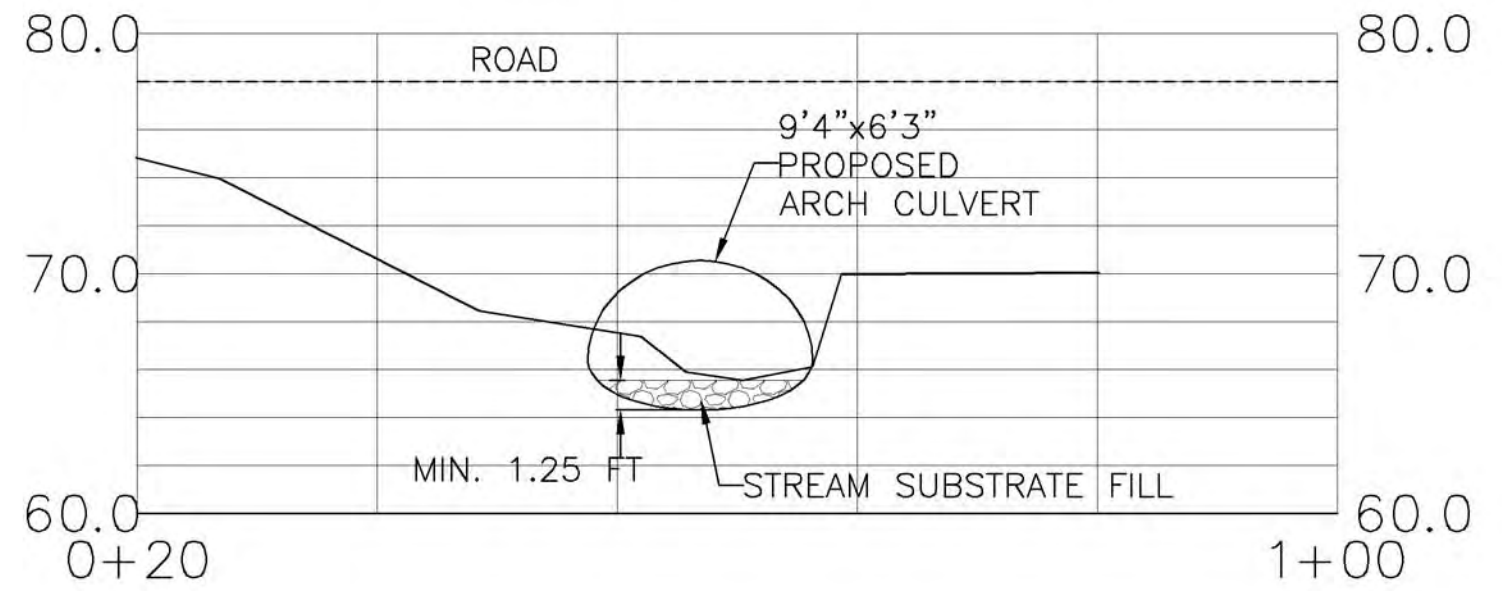 80.0
80.0
ROAD
9'4"x6'3"
PROPOSED
ARCH CULVERT
70.0
70.0
MIN. 1.25 FT
STREAM SUBSTRATE FILL
60.0
60.0
0+20
1+00